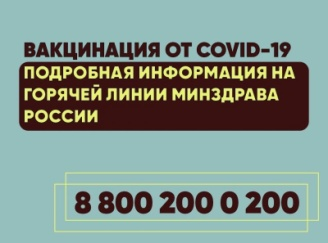 ВАКЦИНАЦИЯ ОТ COVID-19
ПОДРОБНАЯ ИНФОРМАЦИЯ НА
ГОРЯЧЕЙ ЛИНИИ МИНЗДРАВА
РОССИИ
8 800 200 0 200